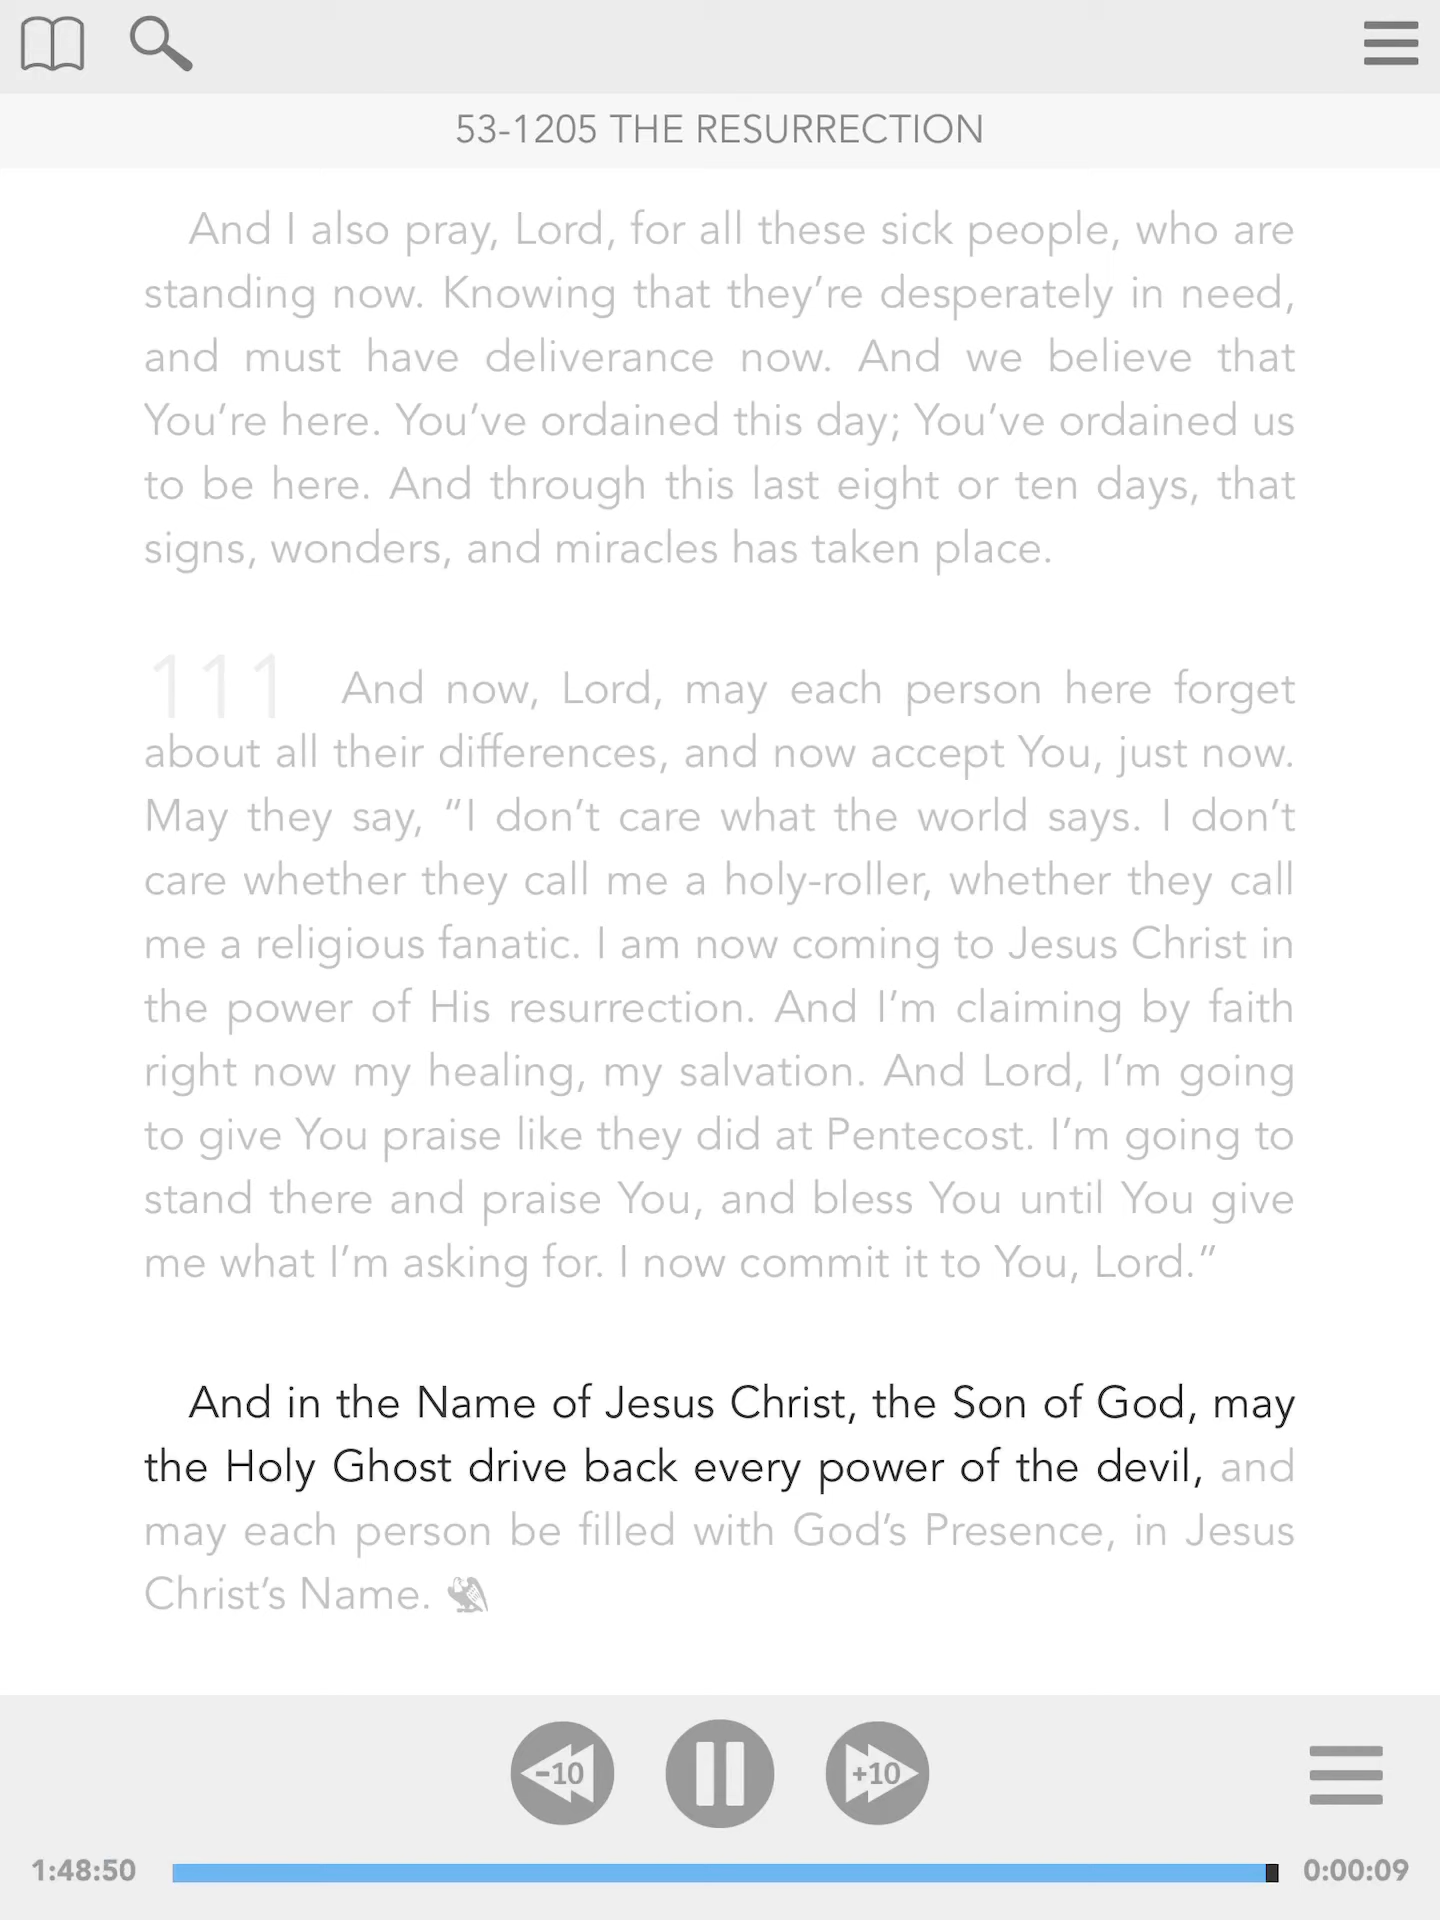 53-1205 THE RESURRECTION
And I also pray, Lord, for all these sick people, who are
standing now. Knowing that they’re desperately in need,
and must have deliverance now. And we believe that
You’re here. You’ve ordained this day; You’ve ordained us
to be here. And through this last eight or ten days, that
signs, wonders, and miracles has taken place.
111 And now, Lord, may each person here forget
about all their differences, and now accept You, just now.
May they say, “I don’t care what the world says. I don’t
care whether they call me a holy-roller, whether they call
me a religious fanatic. I am now coming to Jesus Christ in
the power of His resurrection. And I’m claiming by faith
right now my healing, my salvation. And Lord, I’m going
to give You praise like they did at Pentecost. I’m going to
stand there and praise You, and bless You until You give
me what I’m asking for. I now commit it to You, Lord.”
And in the Name of Jesus Christ, the Son of God, may
the Holy Ghost drive back every power of the devil, and
may each person be filled with God’s Presence, in Jesus
Christ’s Name.
-10 +10
1:48:50 0:00:09